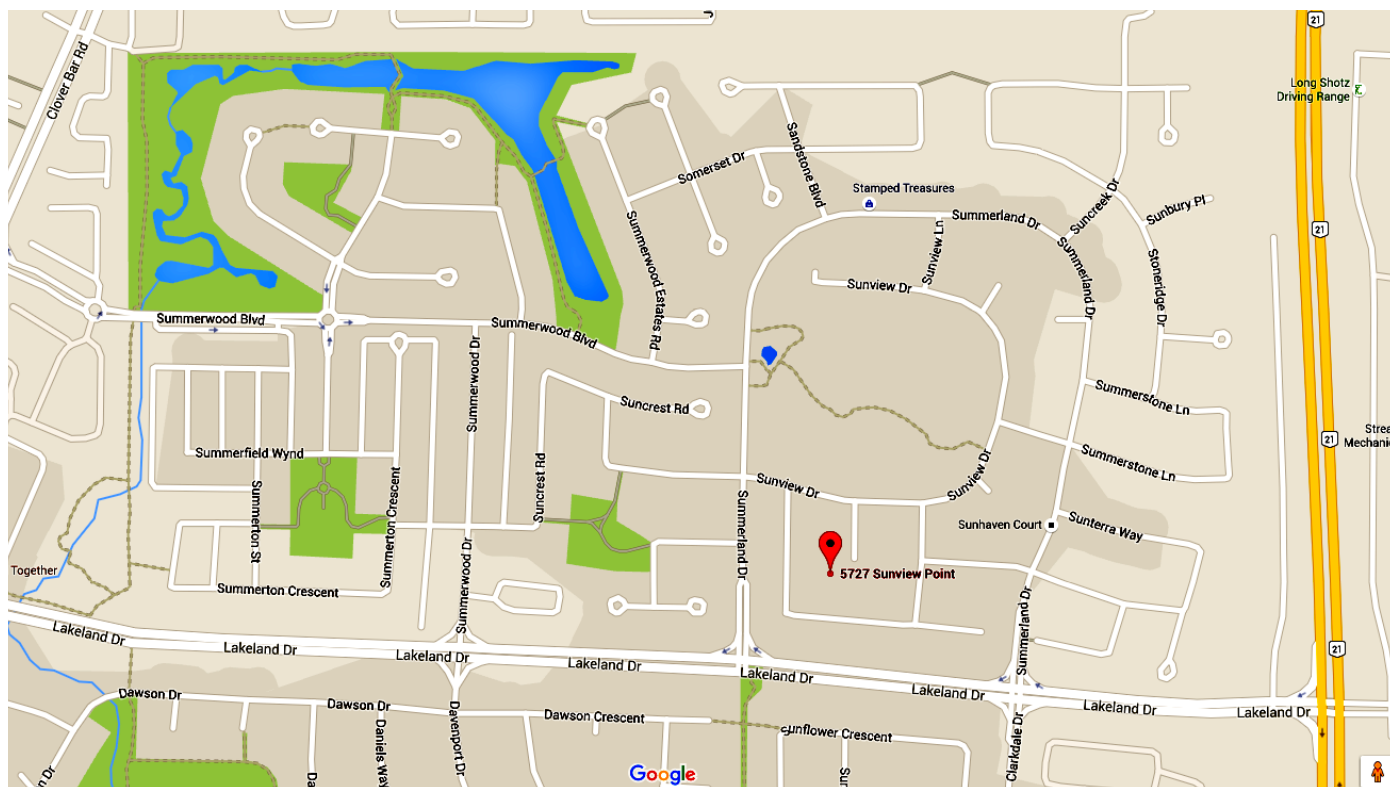 21
Clover Bar Rd
Long Shotz
Driving Range
Somerset Dr
Sandstone Blvd
Stamped Treasures
Summerland Dr
Suncreek Dr
Sunbury Pl
21
Summerwood Estates Rd
Sunview Ln
Sunview Dr
Summerland Dr
Stoneridge Dr
Summerwood Blvd
Summerwood Blvd
Summerwood Dr
Suncrest Rd
Summerstone Ln
21
Summerfield Wynd
Summerstone Ln
Summerton St
Summerton Crescent
Suncrest Rd
Sunview Dr
Sunview Dr
Summerland Dr
Sunhaven Court
Sunterra Way
Together
5727 Sunview Point
Summerton Crescent
Summerwood Dr
Summerland Dr
Lakeland Dr
Lakeland Dr
Lakeland Dr
Lakeland Dr
Lakeland Dr
Lakeland Dr
Lakeland Dr
Lakeland Dr
21
Dawson Dr
Dawson Dr
Dawson Crescent
unflower Crescent
Daniels Way
Davenport Dr
Clarkdale Dr
Google